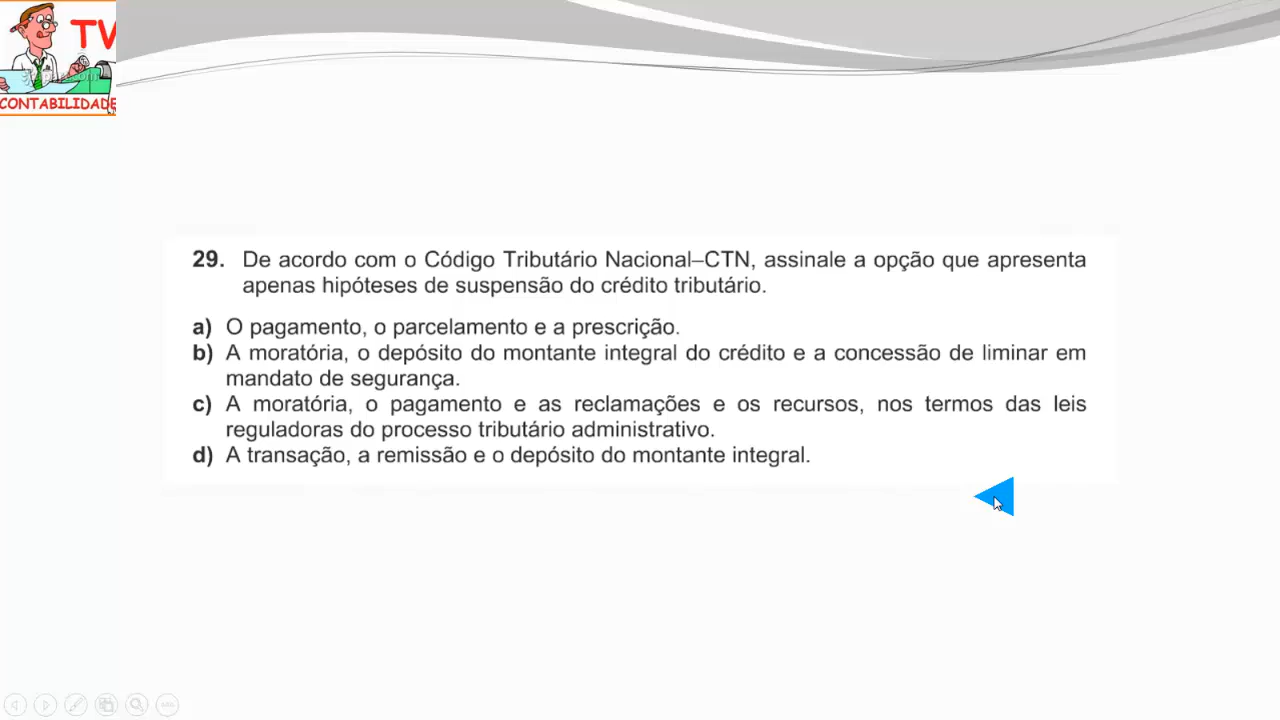 TV
CONTABILIDADE
29. De acordo com o Código Tributário Nacional–CTN, assinale a opção que apresenta
apenas hipóteses de suspensão do crédito tributário.
a) O pagamento, o parcelamento e a prescrição.
b) A moratória, o depósito do montante integral do crédito e a concessão de liminar em
mandato de segurança.
c) A moratória, o pagamento e as reclamações e os recursos, nos termos das leis
reguladoras do processo tributário administrativo.
d) A transação, a remissão e o depósito do montante integral.